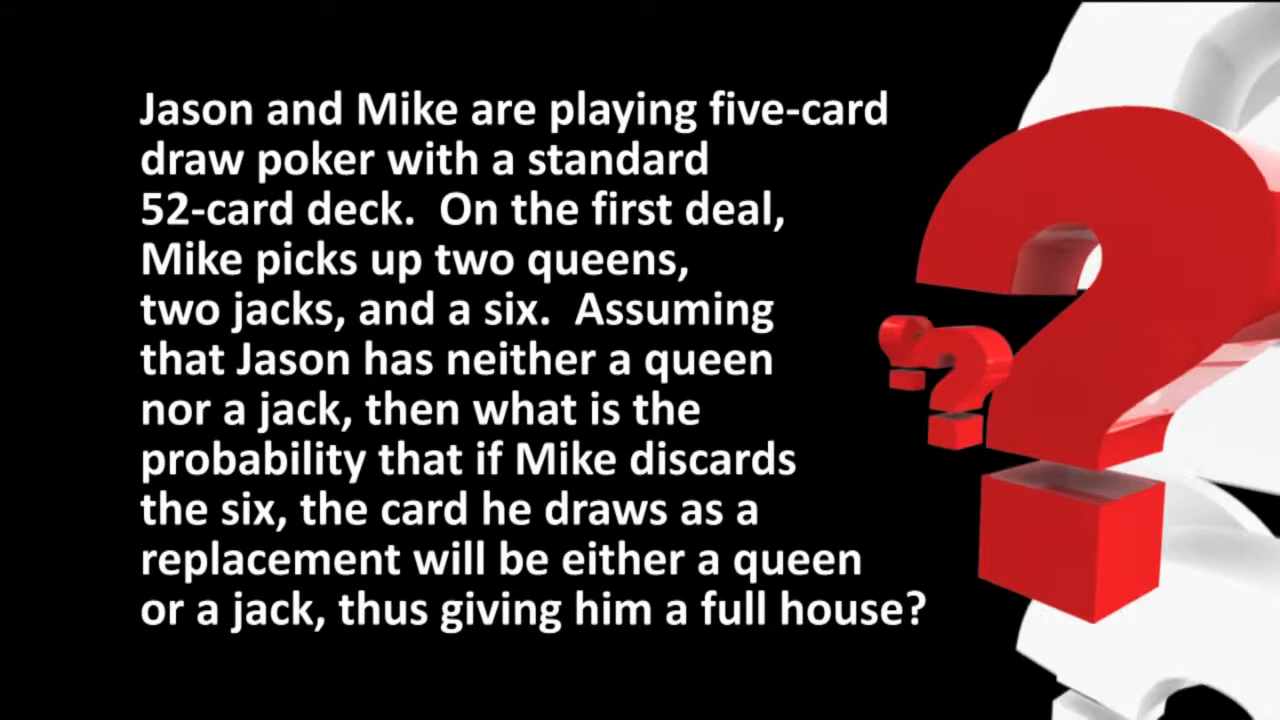 Jason and Mike are playing five-card
draw poker with a standard
52-card deck.  On the first deal,
Mike picks up two queens,
two jacks, and a six.  Assuming
that Jason has neither a queen
nor a jack, then what is the
probability that if Mike discards
the six, the card he draws as a
replacement will be either a queen
or a jack, thus giving him a full house?